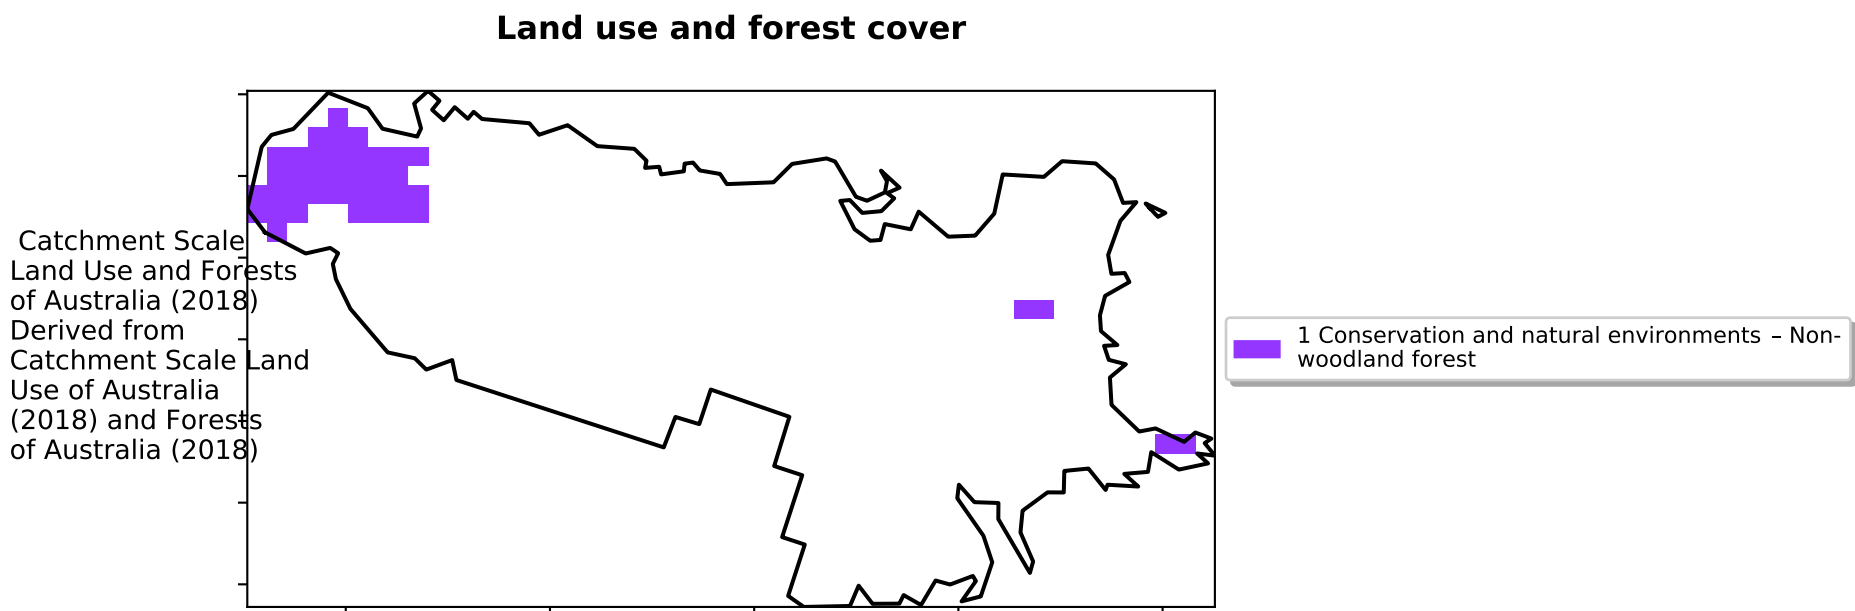 Land use and forest cover
Catchment Scale
Land Use and Forests
of Australia (2018)
Derived from
Catchment Scale Land
Use of Australia
(2018) and Forests
of Australia (2018)
1 Conservation and natural environments – Non-
woodland forest